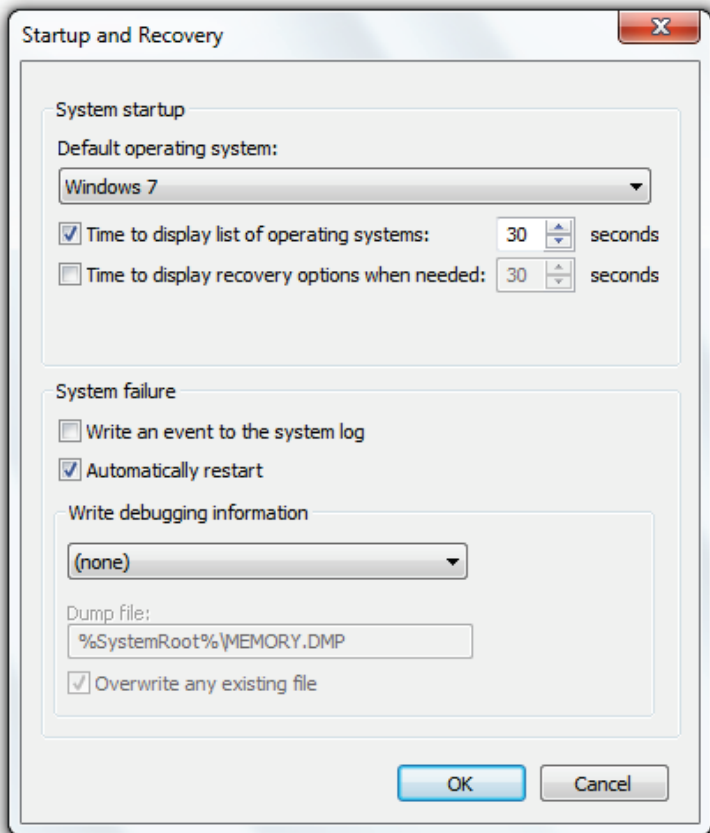 Startup and Recovery
System startup
Default operating system:
Windows 7
Time to display list of operating systems: 30 seconds
Time to display recovery options when needed: 30 seconds
System failure
Write an event to the system log
Automatically restart
Write debugging information
(none)
Dump file:
%SystemRoot%\MEMORY.DMP
Overwrite any existing file
OK Cancel